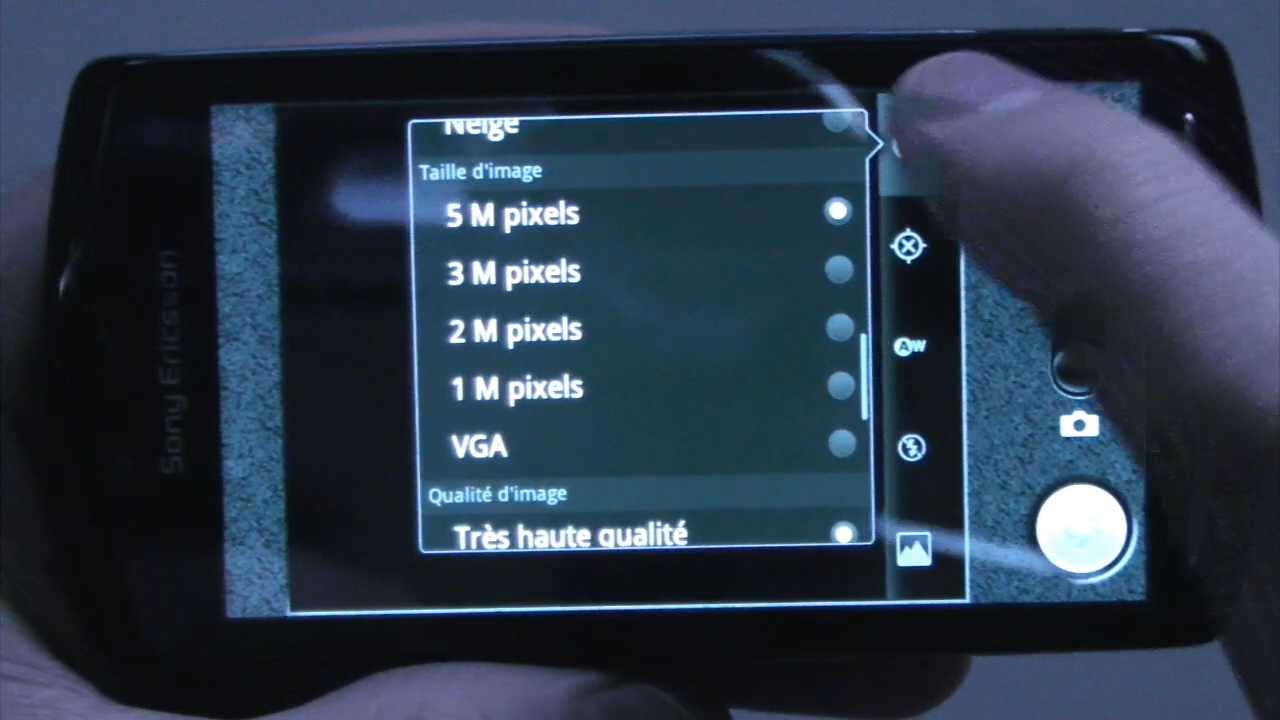 Neige
Taille d'image
5 M pixels
3 M pixels
2 M pixels
1 M pixels
VGA
Qualité d'image
Très haute qualité
AW
Sony Ericsson